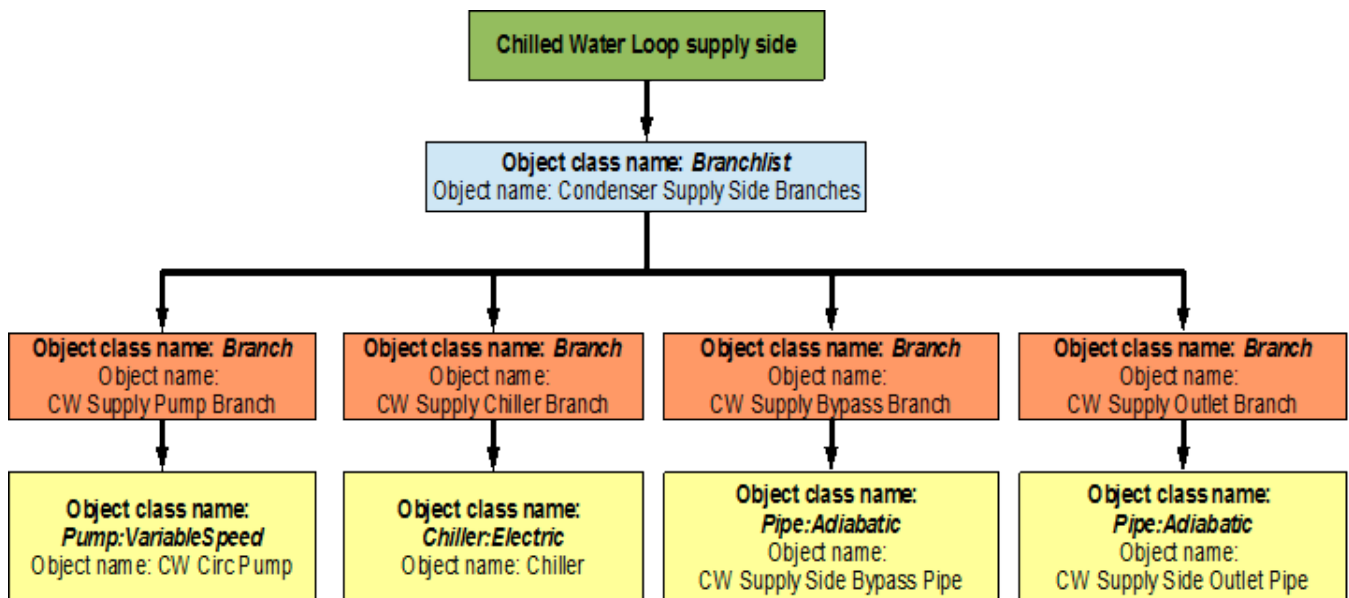 Chilled Water Loop supply side
Object class name: Branchlist
Object name: Condenser Supply Side Branches
Object class name: Branch
Object name:
CW Supply Pump Branch
Object class name: Branch
Object name:
CW Supply Chiller Branch
Object class name: Branch
Object name:
CW Supply Bypass Branch
Object class name: Branch
Object name:
CW Supply Outlet Branch
Object class name:
Pump:VariableSpeed
Object name: CW Circ Pump
Object class name:
Chiller:Electric
Object name: Chiller
Object class name:
Pipe:Adiabatic
Object name:
CW Supply Side Bypass Pipe
Object class name:
Pipe:Adiabatic
Object name:
CW Supply Side Outlet Pipe